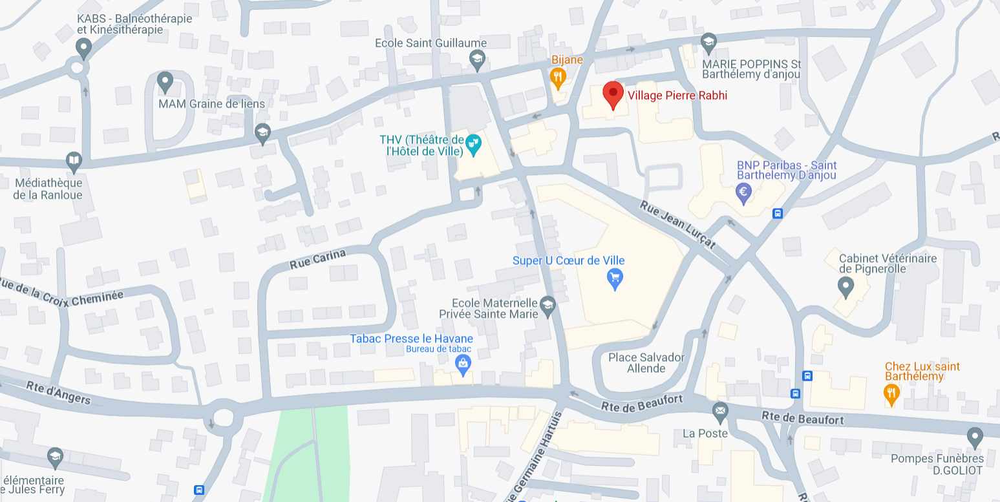 KABS - Balnéothérapie
et Kinésithérapie
Ecole Saint Guillaume
Bijane
MARIE POPPINS St
Barthélemy d'anjou
MAM Graine de liens
Village Pierre Rabhi
THV (Théâtre de
l'Hôtel de Ville)
Médiathèque
de la Ranloue
BNP Paribas - Saint
Barthelemy D'anjou
€
Rue Jean Lurçat
Rue Carina
Super U Cœur de Ville
Cabinet Vétérinaire
de Pignerolle
ue de la Croix Cheminée
Ecole Maternelle
Privée Sainte Marie
Tabac Presse le Havane
Bureau de tabac
Place Salvador
Allende
Chez Lux saint
Barthélemy
Rte d'Angers
Rte de Beaufort
Rte de Beaufort
La Poste
ie Germaine Hartuis
Pompes Funèbres
D.GOLIOT
élémentaire
e Jules Ferry